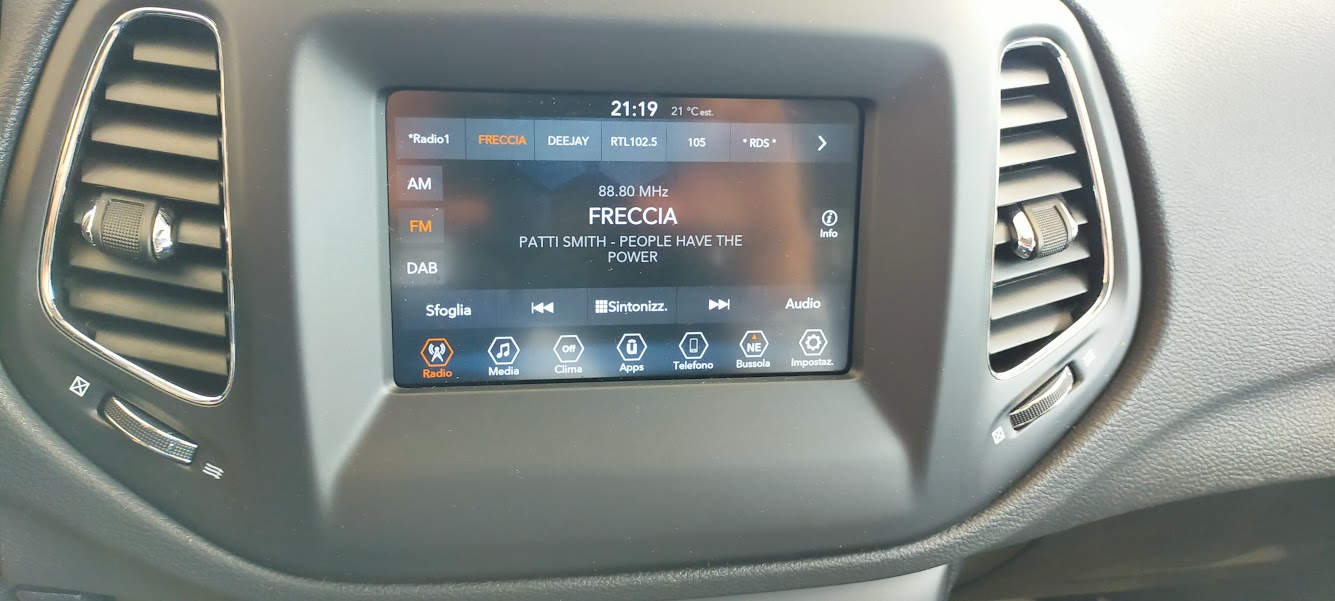 21:19 21 °C est.
*Radio1 FRECCIA DEEJAY RTL102.5 105 * RDS *
AM
88.80 MHz
FRECCIA
FM
Info
PATTI SMITH - PEOPLE HAVE THE
POWER
DAB
Sfoglia Sintonizz. Audio
Off NE
Radio Media Clima Apps Telefono Bussola Impostaz.